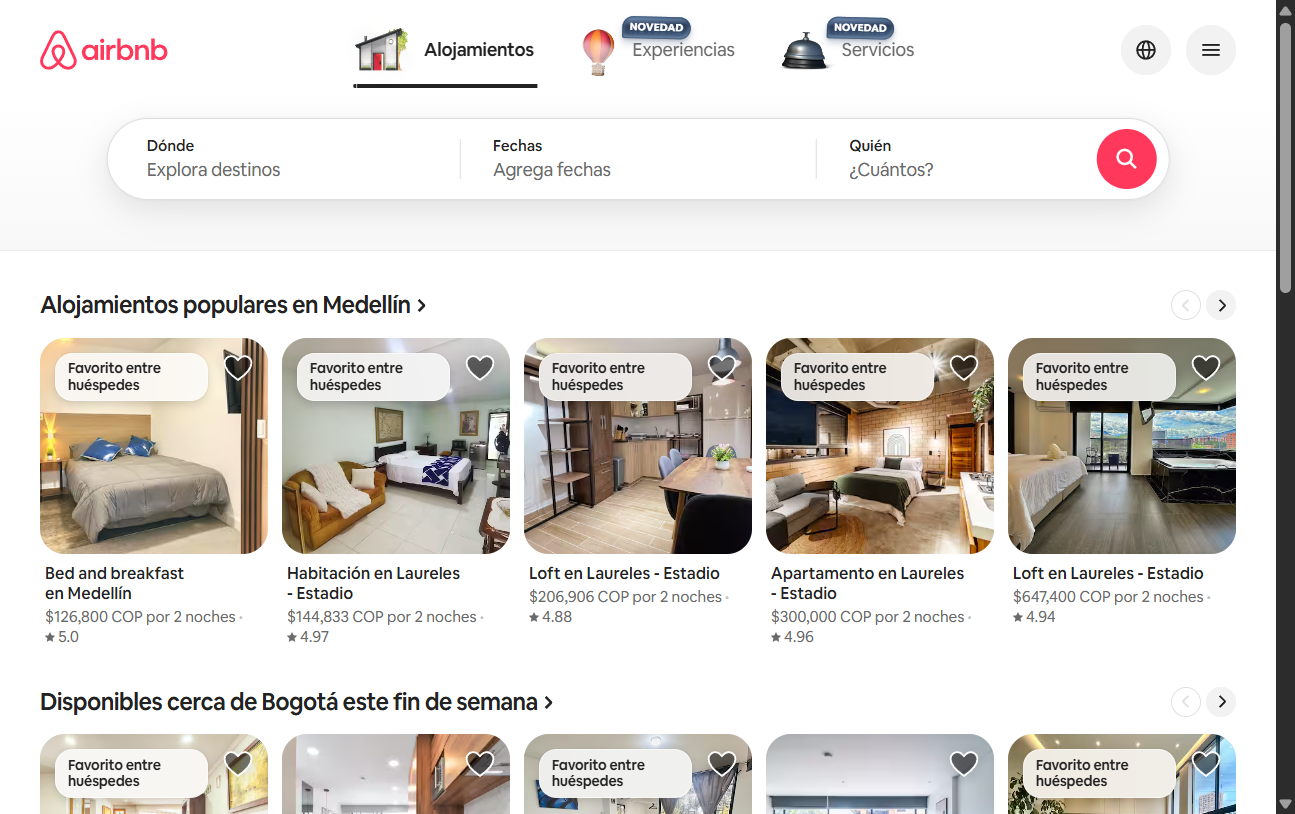 airbnb
Alojamientos
NOVEDAD
Experiencias
NOVEDAD
Servicios
Dónde
Explora destinos
Fechas
Agrega fechas
Quién
¿Cuántos?
Alojamientos populares en Medellín
Favorito entre
huéspedes
Favorito entre
huéspedes
Favorito entre
huéspedes
Favorito entre
huéspedes
Favorito entre
huéspedes
Bed and breakfast
en Medellín
$126,800 COP por 2 noches ·
★ 5.0
Habitación en Laureles
- Estadio
$144,833 COP por 2 noches ·
★ 4.97
Loft en Laureles - Estadio
$206,906 COP por 2 noches ·
★ 4.88
Apartamento en Laureles
- Estadio
$300,000 COP por 2 noches ·
★ 4.96
Loft en Laureles - Estadio
$647,400 COP por 2 noches ·
★ 4.94
Disponibles cerca de Bogotá este fin de semana
Favorito entre
huéspedes
Favorito entre
huéspedes
Favorito entre
huéspedes